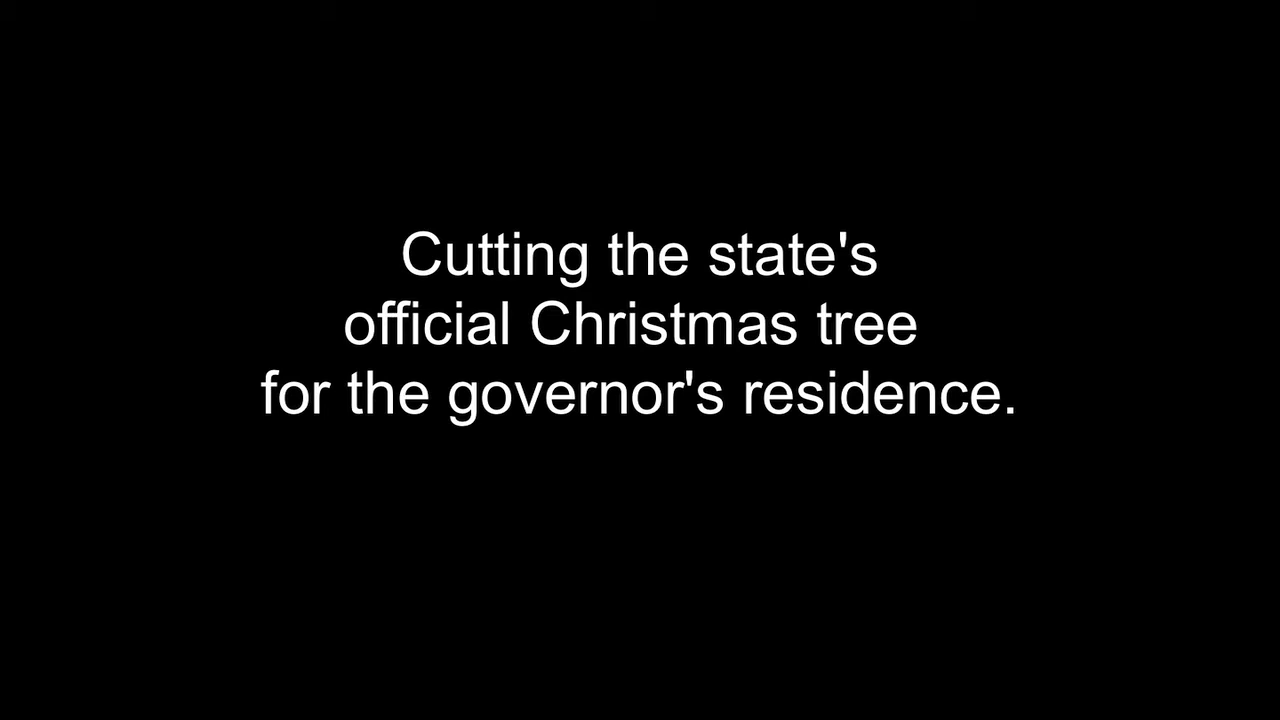 Cutting the state's
official Christmas tree
for the governor's residence.